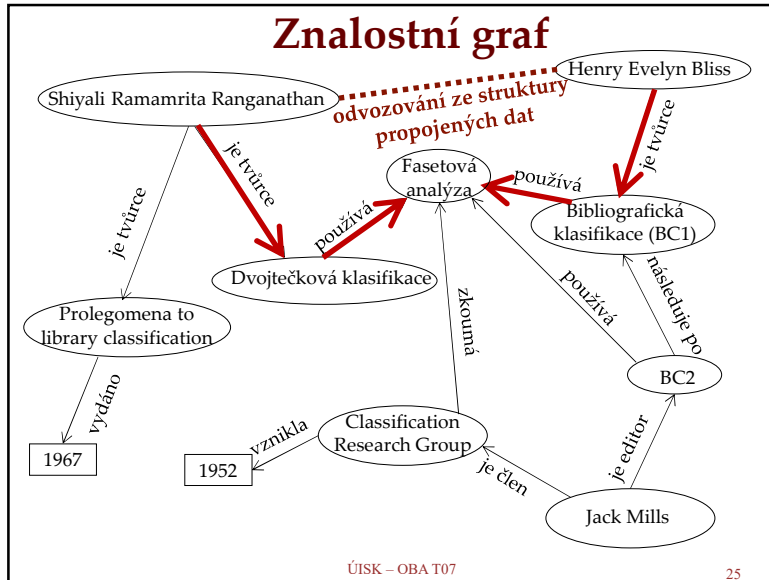 Znalostní graf
Shiyali Ramamrita Ranganathan
Henry Evelyn Bliss
odvozování ze struktury
propojených dat
je tvůrce
je tvůrce
je tvůrce
Fasetová
analýza
používá
používá
Bibliografická
klasifikace (BC1)
Dvojtečková klasifikace
Prolegomena to
library classification
zkoumá
používá
následuje po
BC2
vydáno
1967
vznikla
1952
Classification
Research Group
je člen
je editor
Jack Mills
ÚISK – OBA T07
25